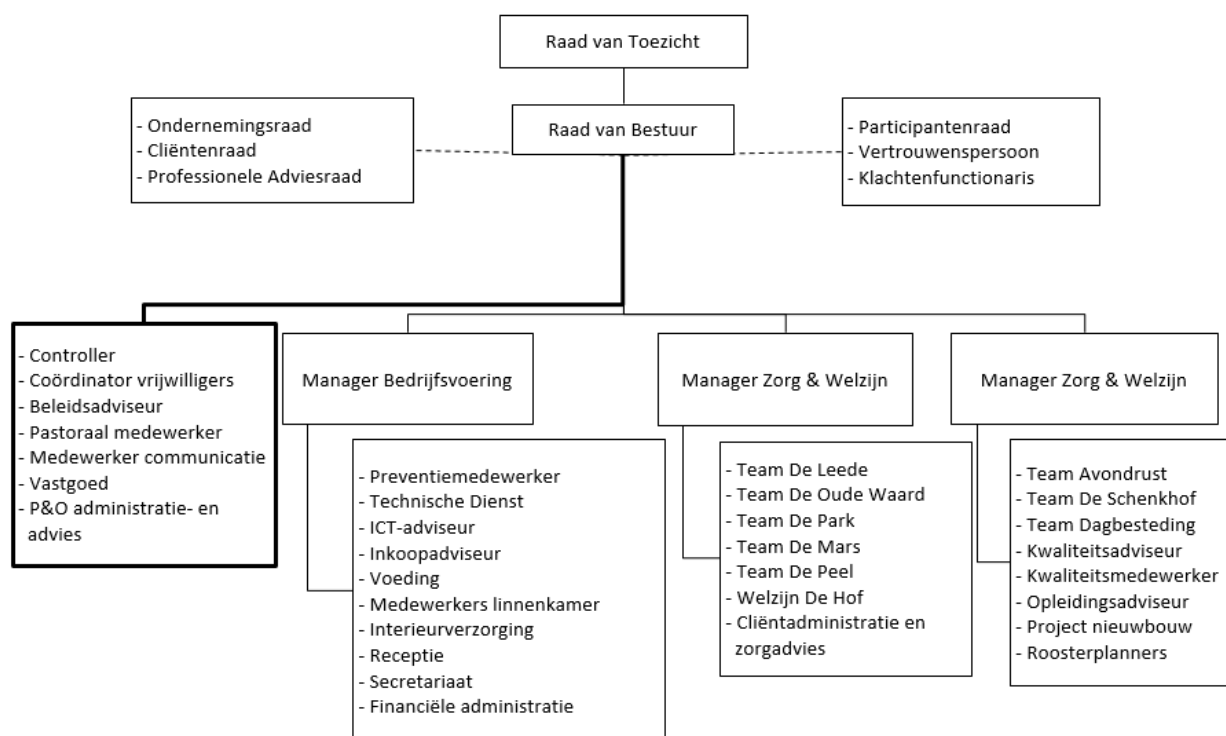 Raad van Toezicht
- Ondernemingsraad
- Cliëntenraad
- Professionele Adviesraad
Raad van Bestuur
- Participantenraad
- Vertrouwenspersoon
- Klachtenfunctionaris
- Controller
- Coördinator vrijwilligers
- Beleidsadviseur
- Pastoraal medewerker
- Medewerker communicatie
- Vastgoed
- P&O administratie- en
advies
Manager Bedrijfsvoering
- Preventiemedewerker
- Technische Dienst
- ICT-adviseur
- Inkoopadviseur
- Voeding
- Medewerkers linnenkamer
- Interieurverzorging
- Receptie
- Secretariaat
- Financiële administratie
Manager Zorg & Welzijn
- Team De Leede
- Team De Oude Waard
- Team De Park
- Team De Mars
- Team De Peel
- Welzijn De Hof
- Cliëntadministratie en
zorgadvies
Manager Zorg & Welzijn
- Team Avondrust
- Team De Schenkhof
- Team Dagbesteding
- Kwaliteitsadviseur
- Kwaliteitsmedewerker
- Opleidingsadviseur
- Project nieuwbouw
- Roosterplanners